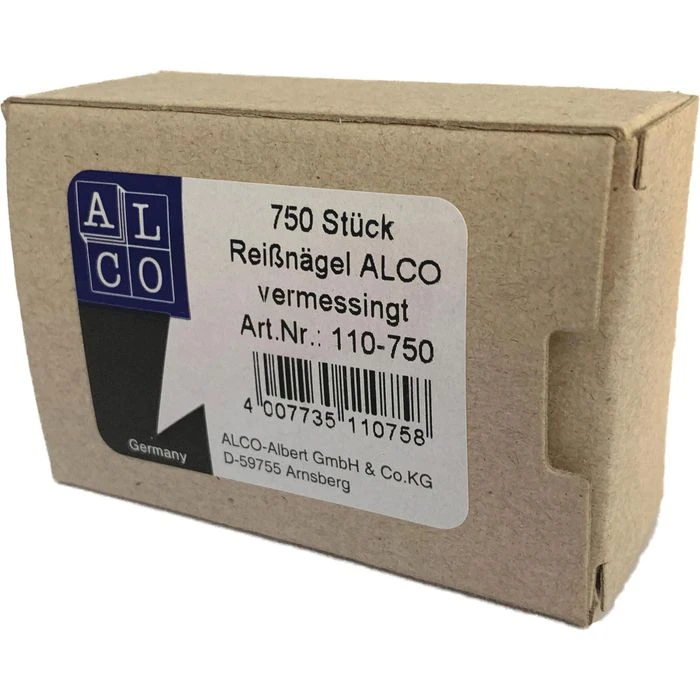 AL
CO
750 Stück
Reißnägel ALCO
vermessingt
Art.Nr.: 110-750
4 007735 110758
ALCO-Albert GmbH & Co.KG
D-59755 Arnsberg
Germany